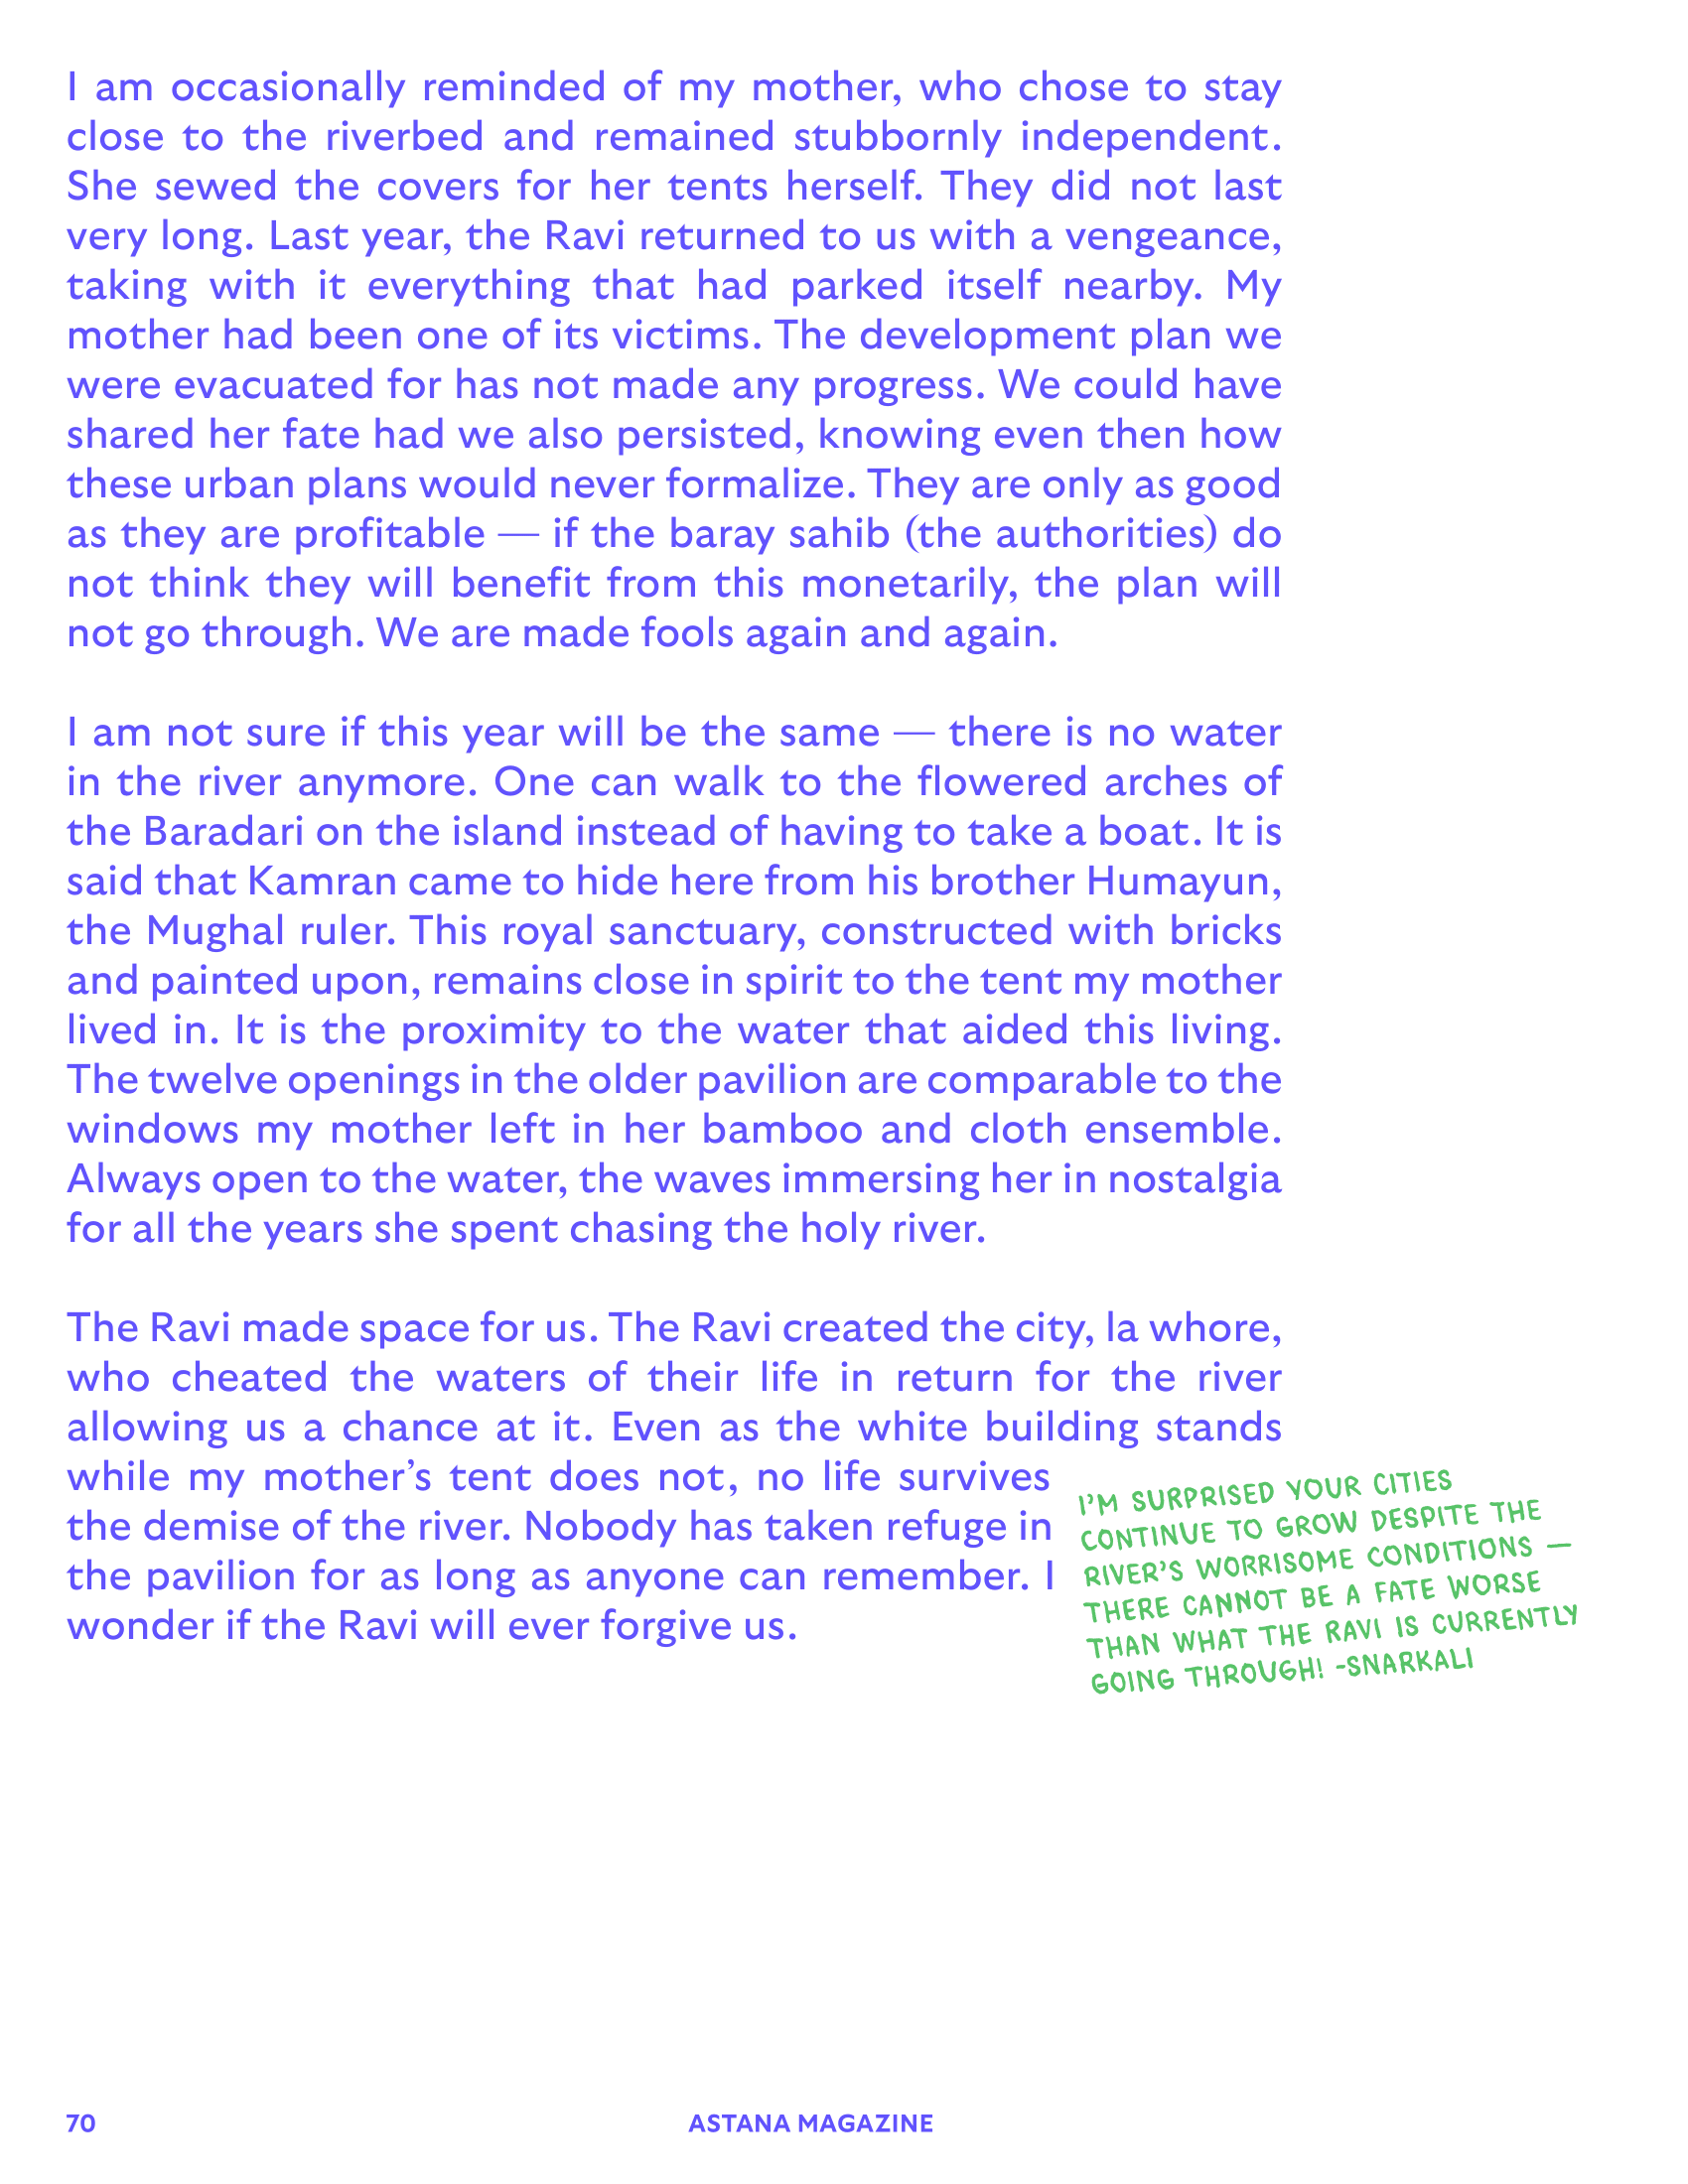 I am occasionally reminded of my mother, who chose to stay
close to the riverbed and remained stubbornly independent.
She sewed the covers for her tents herself. They did not last
very long. Last year, the Ravi returned to us with a vengeance,
taking with it everything that had parked itself nearby. My
mother had been one of its victims. The development plan we
were evacuated for has not made any progress. We could have
shared her fate had we also persisted, knowing even then how
these urban plans would never formalize. They are only as good
as they are profitable — if the baray sahib (the authorities) do
not think they will benefit from this monetarily, the plan will
not go through. We are made fools again and again.

I am not sure if this year will be the same — there is no water
in the river anymore. One can walk to the flowered arches of
the Baradari on the island instead of having to take a boat. It is
said that Kamran came to hide here from his brother Humayun,
the Mughal ruler. This royal sanctuary, constructed with bricks
and painted upon, remains close in spirit to the tent my mother
lived in. It is the proximity to the water that aided this living.
The twelve openings in the older pavilion are comparable to the
windows my mother left in her bamboo and cloth ensemble.
Always open to the water, the waves immersing her in nostalgia
for all the years she spent chasing the holy river.

The Ravi made space for us. The Ravi created the city, la whore,
who cheated the waters of their life in return for the river
allowing us a chance at it. Even as the white building stands
while my mother’s tent does not, no life survives
the demise of the river. Nobody has taken refuge in
the pavilion for as long as anyone can remember. I
wonder if the Ravi will ever forgive us.

I’M SURPRISED YOUR CITIES
CONTINUE TO GROW DESPITE THE
RIVER’S WORRISOME CONDITIONS —
THERE CANNOT BE A FATE WORSE
THAN WHAT THE RAVI IS CURRENTLY
GOING THROUGH! -SNARKALI

70
ASTANA MAGAZINE